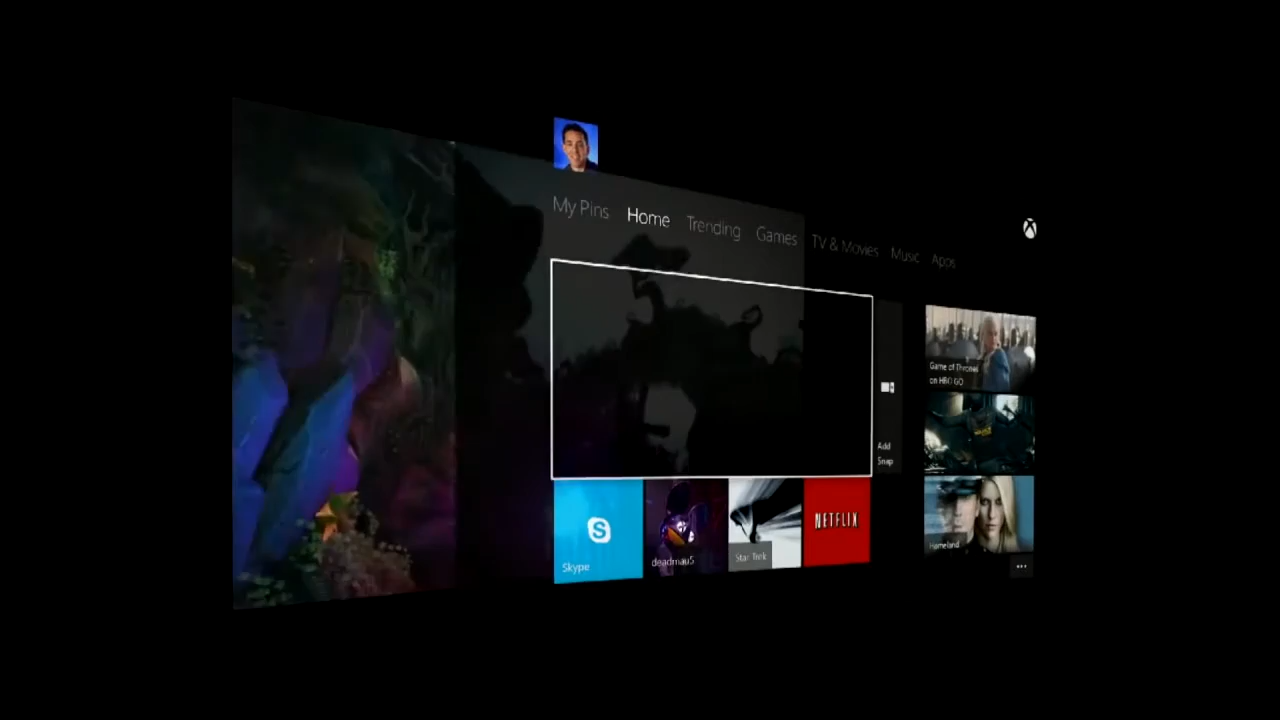 My Pins
Home
Trending
Games
TV & Movies
Music
Apps
Game of Thrones
on HBO GO
Add
Snap
Homeland
Skype
deadmau5
Star Trek
NETFLIX